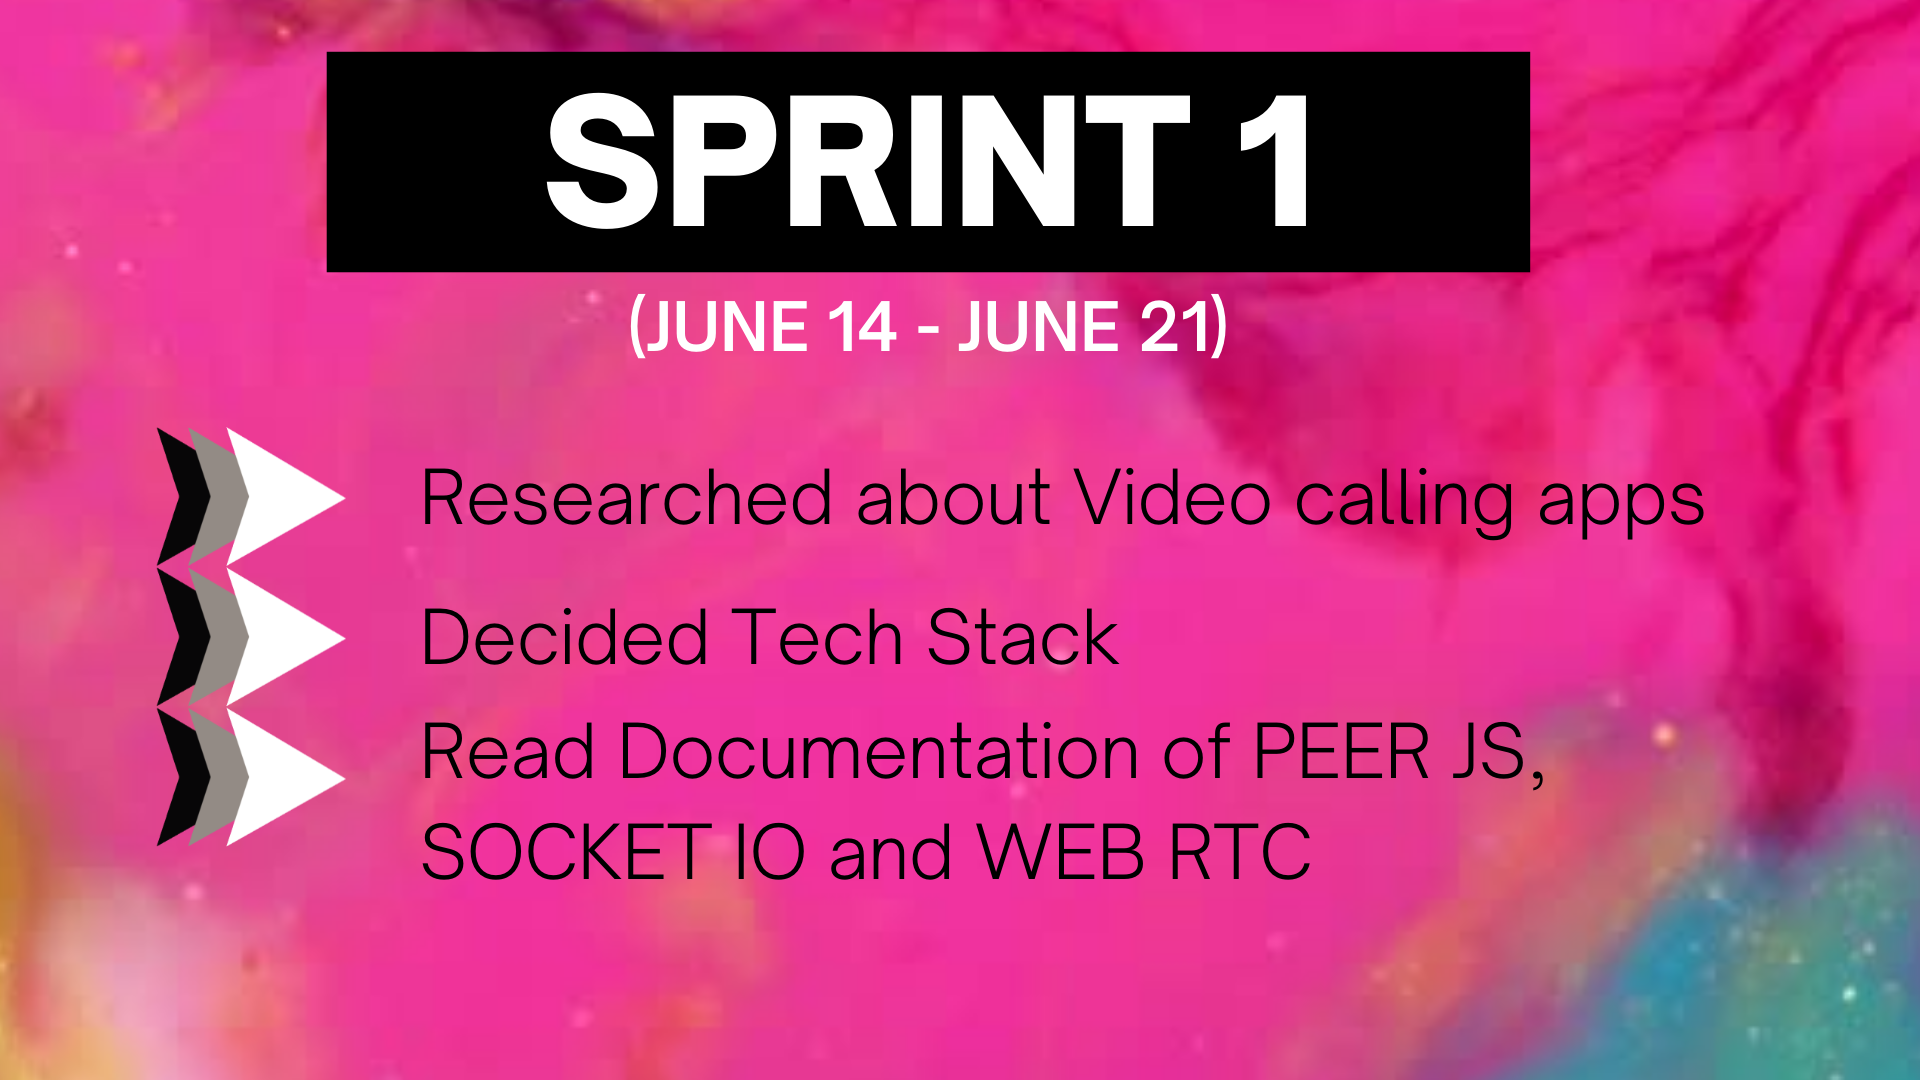 SPRINT 1
(JUNE 14 - JUNE 21)
Researched about Video calling apps
Decided Tech Stack
Read Documentation of PEER JS,
SOCKET IO and WEB RTC